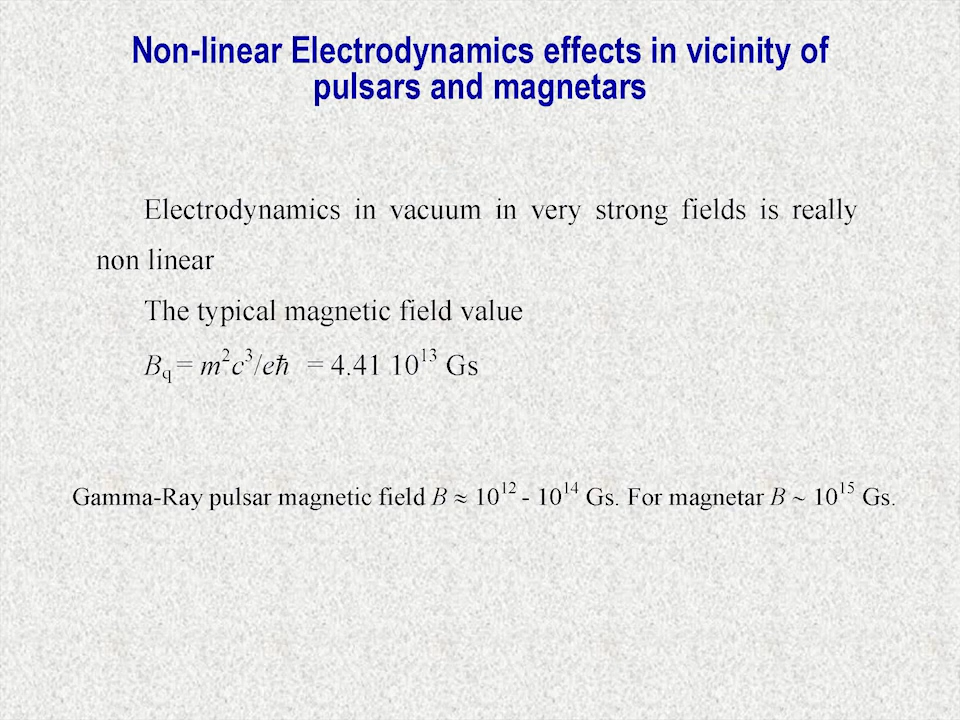 Non-linear Electrodynamics effects in vicinity of
pulsars and magnetars
Electrodynamics in vacuum in very strong fields is really
non linear
The typical magnetic field value
B_q = m²c³/eħ = 4.41 10¹³ Gs
Gamma-Ray pulsar magnetic field B ≈ 10¹² - 10¹⁴ Gs. For magnetar B ~ 10¹⁵ Gs.